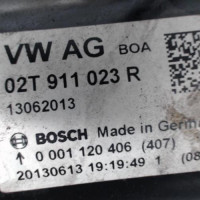 VW AG BOA
02T 911 023 R
13062013
BOSCH Made in Germ
0 001 120 406 (407)
20130613 19:19:49 1 (08